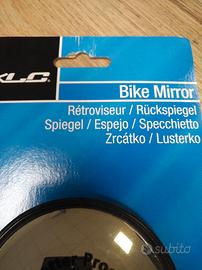 XLC
Bike Mirror
Rétroviseur / Rückspiegel
Spiegel / Espejo / Specchietto
Zrcátko / Lusterko
subito